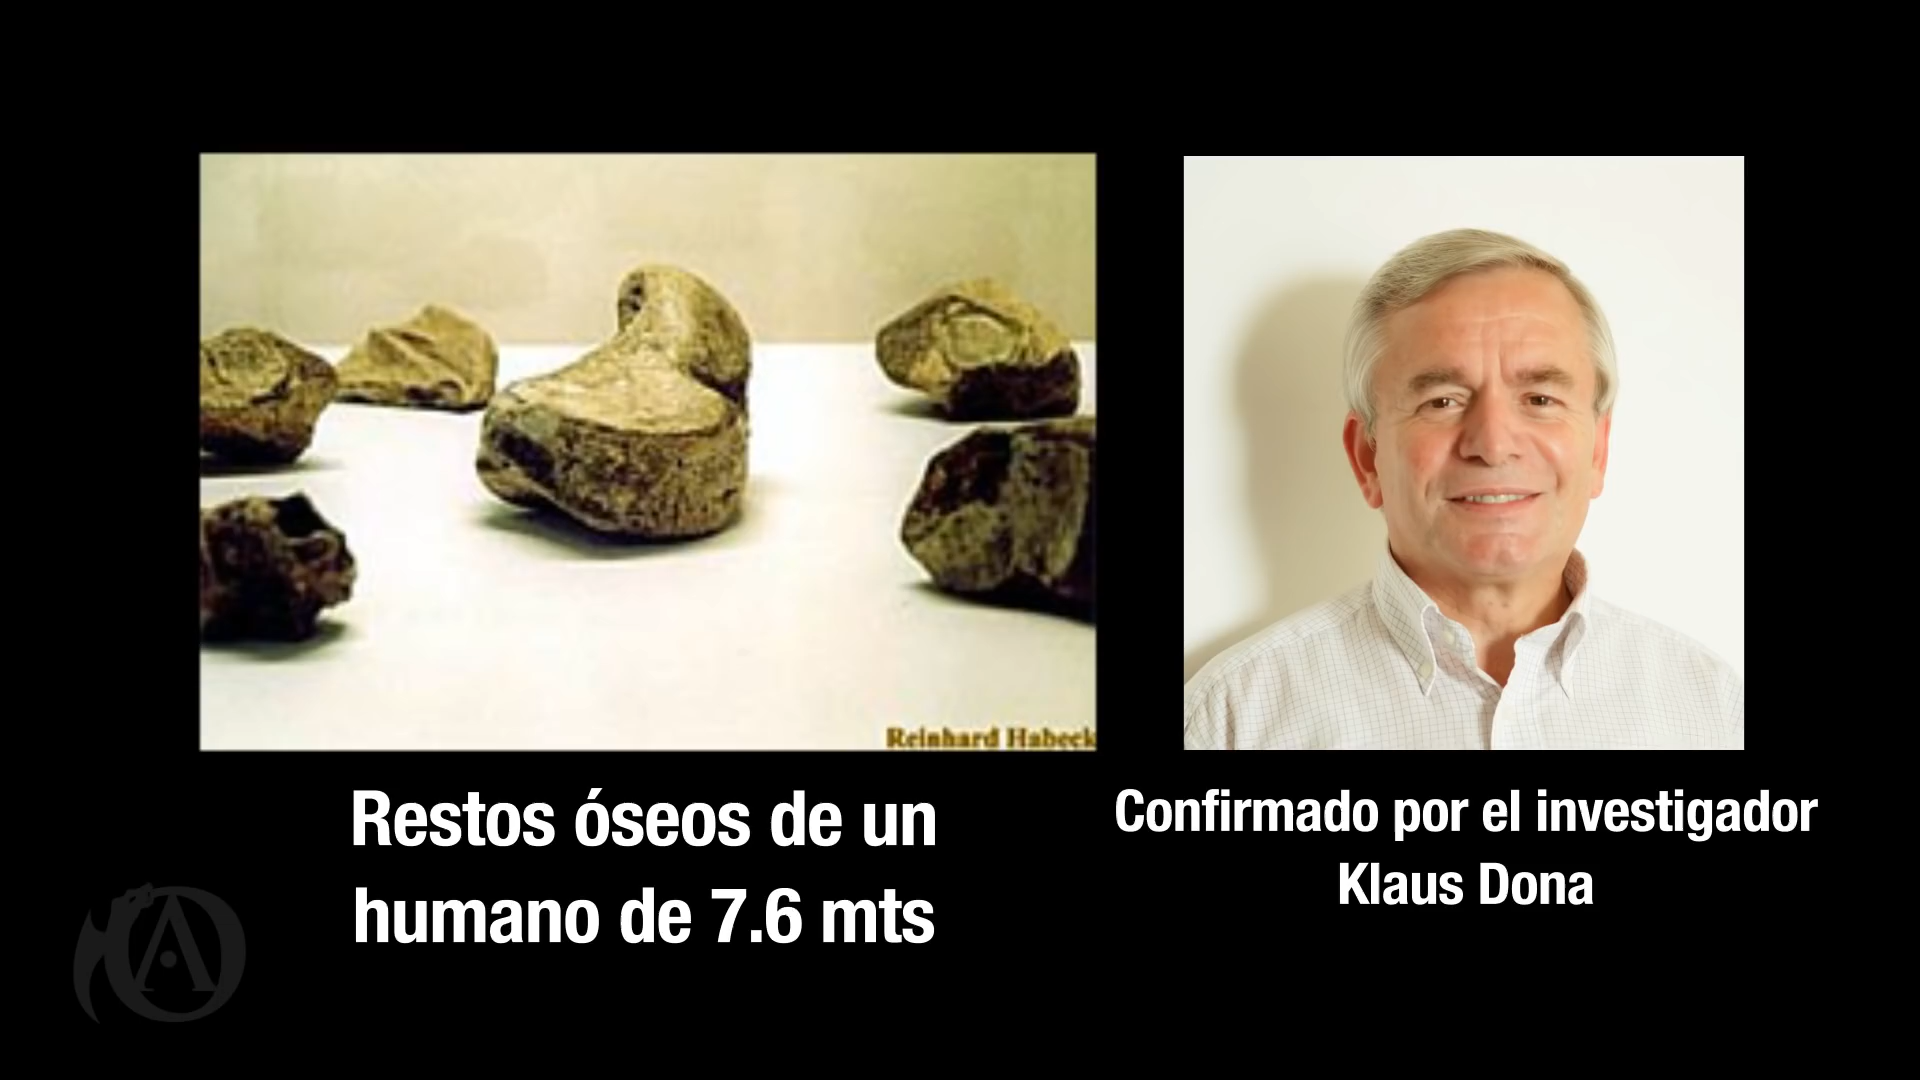 Reinhard Habeck
Restos óseos de un
humano de 7.6 mts
Confirmado por el investigador
Klaus Dona